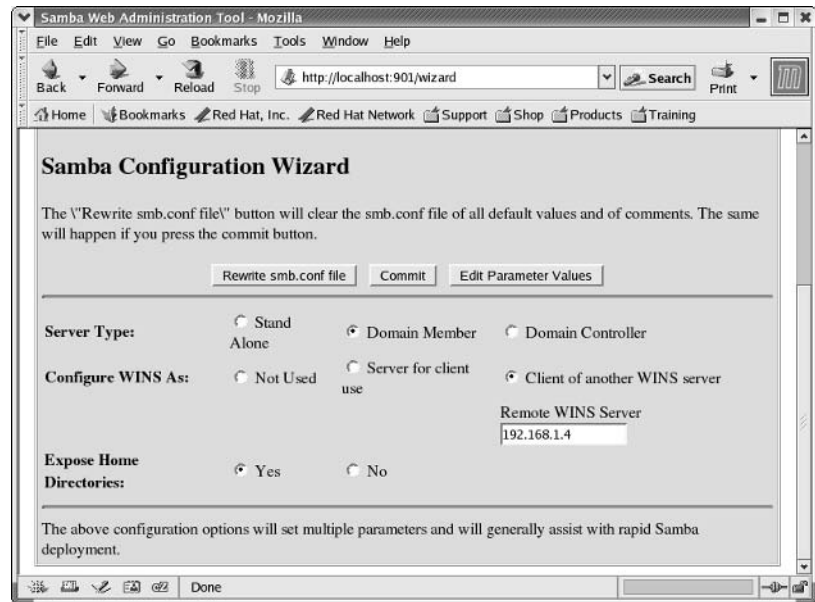 Samba Web Administration Tool - Mozilla
File Edit View Go Bookmarks Tools Window Help
Back Forward Reload Stop http://localhost:901/wizard Search Print
Home Bookmarks Red Hat, Inc. Red Hat Network Support Shop Products Training
Samba Configuration Wizard
The \"Rewrite smb.conf file\" button will clear the smb.conf file of all default values and of comments. The same
will happen if you press the commit button.
Rewrite smb.conf file Commit Edit Parameter Values
Server Type: Stand Alone Domain Member Domain Controller
Configure WINS As: Not Used Server for client use Client of another WINS server
Remote WINS Server
192.168.1.4
Expose Home
Directories: Yes No
The above configuration options will set multiple parameters and will generally assist with rapid Samba
deployment.
Done